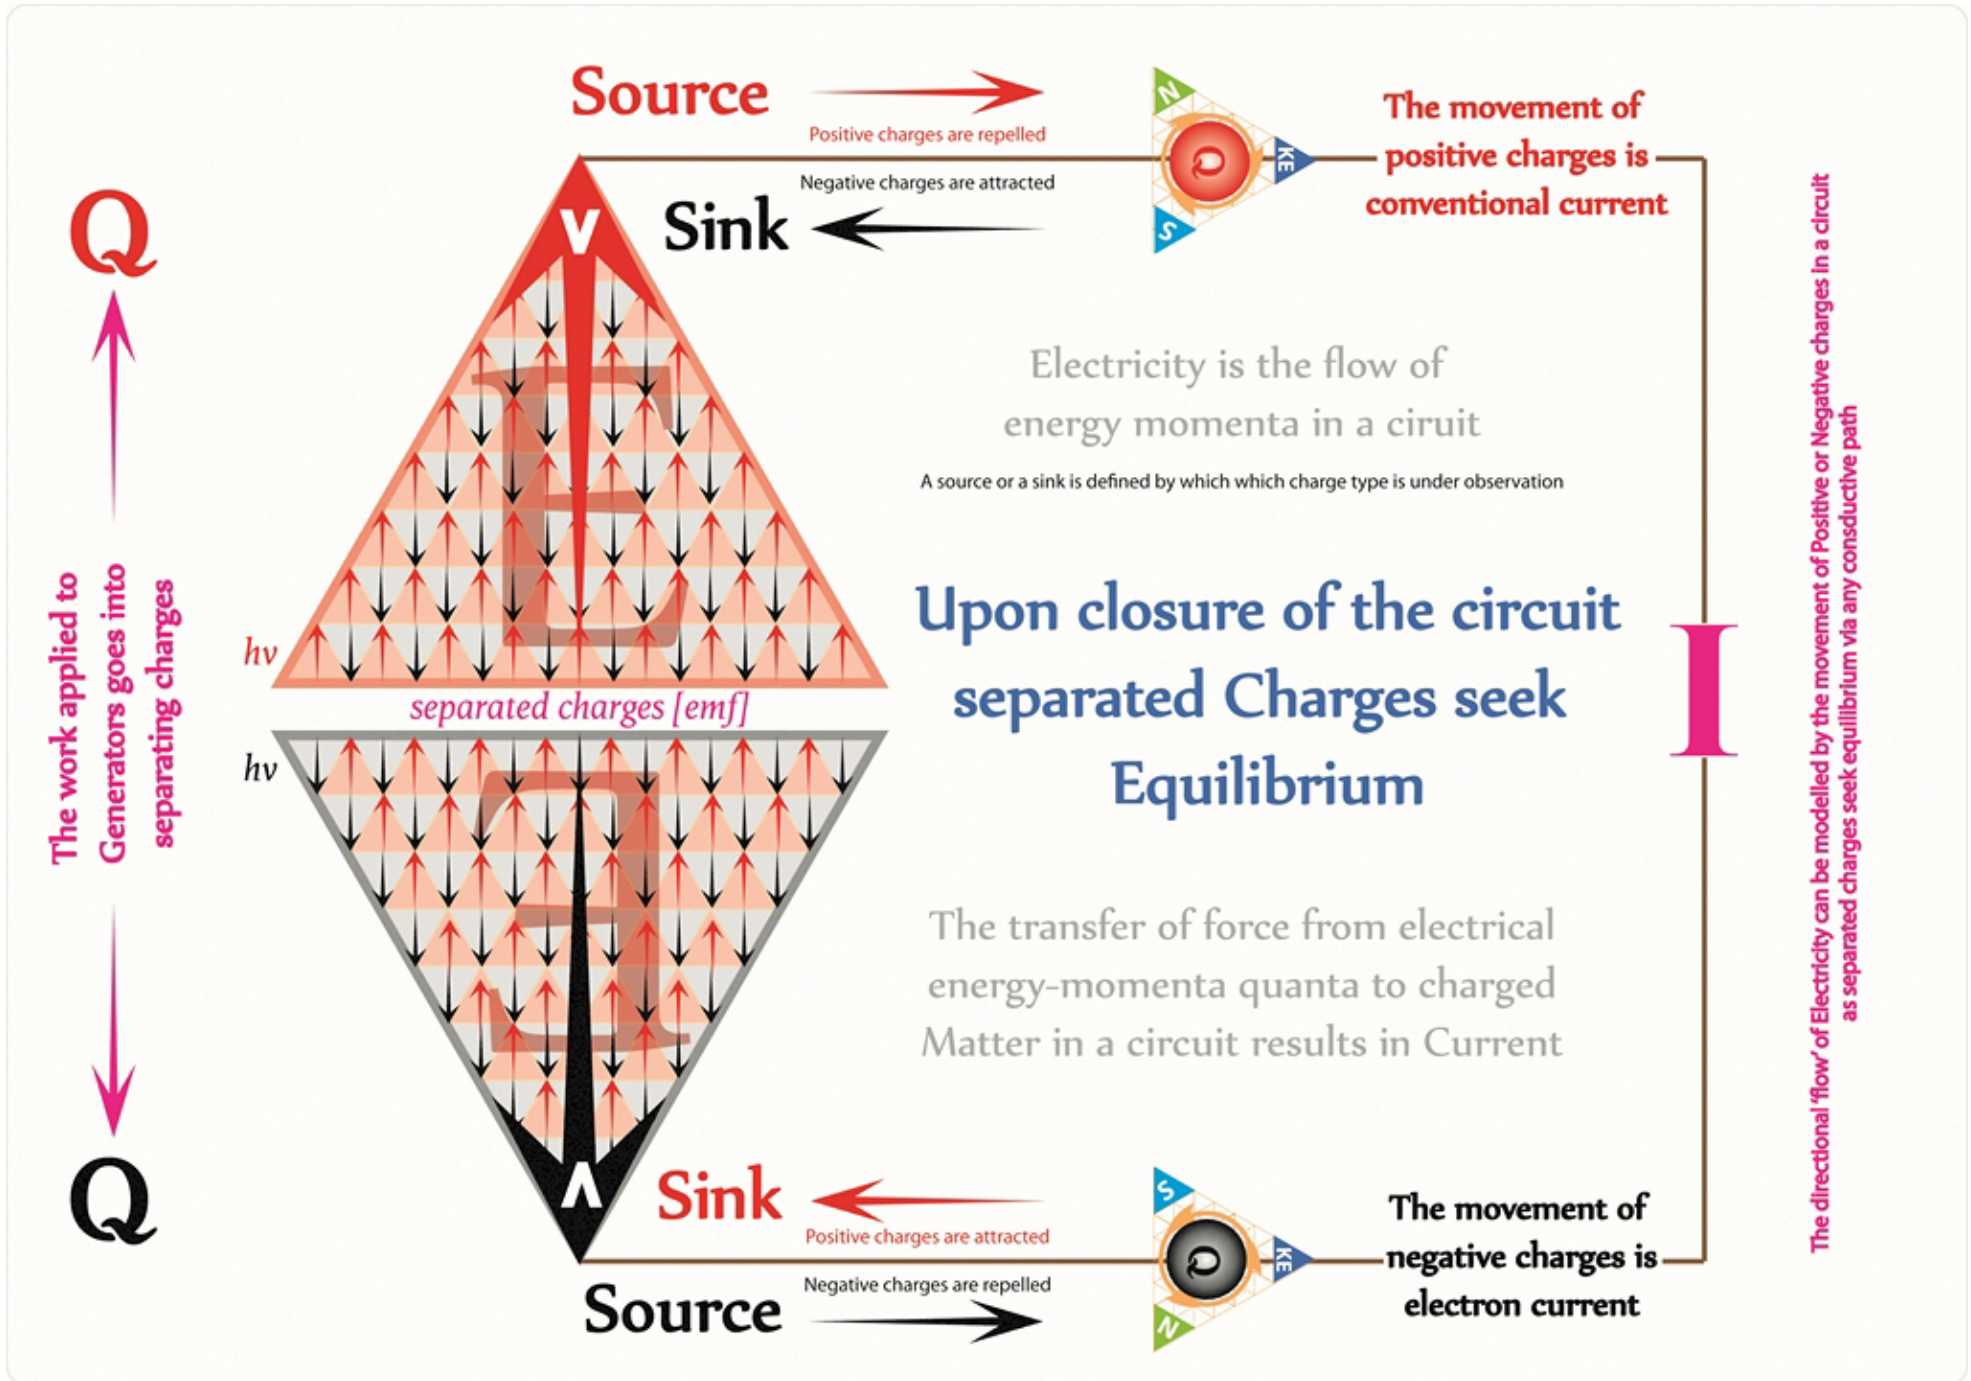 Source
Positive charges are repelled
Negative charges are attracted
Sink
N
Q
KE
S
The movement of
positive charges is
conventional current
Q
V
E
hv
separated charges [emf]
hv
E
V
The work applied to
Generators goes into
separating charges
Q
Electricity is the flow of
energy momenta in a ciruit
A source or a sink is defined by which which charge type is under observation
Upon closure of the circuit
separated Charges seek
Equilibrium
I
The transfer of force from electrical
energy-momenta quanta to charged
Matter in a circuit results in Current
Sink
Positive charges are attracted
Negative charges are repelled
Source
S
Q
KE
N
The movement of
negative charges is
electron current
The directional 'flow' of Electricity can be modelled by the movement of Positive or Negative charges in a circuit
as separated charges seek equilibrium via any consductive path